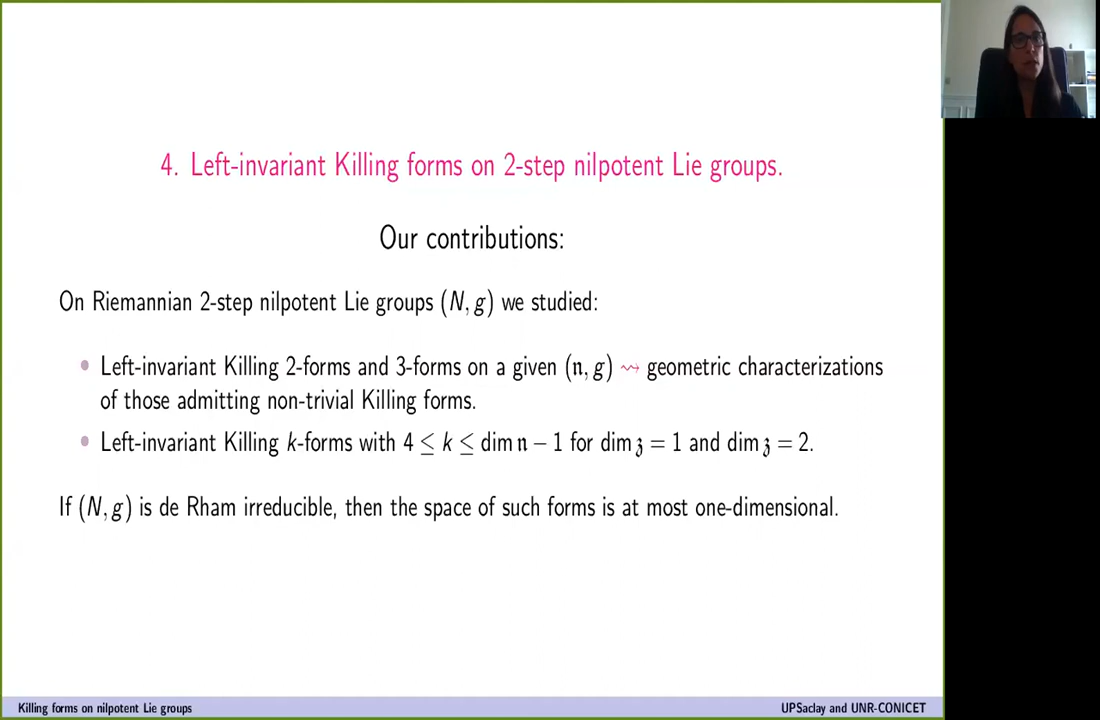 4. Left-invariant Killing forms on 2-step nilpotent Lie groups.
Our contributions:
On Riemannian 2-step nilpotent Lie groups (N, g) we studied:
• Left-invariant Killing 2-forms and 3-forms on a given (𝔫, g) ⇝ geometric characterizations
of those admitting non-trivial Killing forms.
• Left-invariant Killing k-forms with 4 ≤ k ≤ dim 𝔫 − 1 for dim 𝔷 = 1 and dim 𝔷 = 2.
If (N, g) is de Rham irreducible, then the space of such forms is at most one-dimensional.
Killing forms on nilpotent Lie groups
UPSaclay and UNR-CONICET